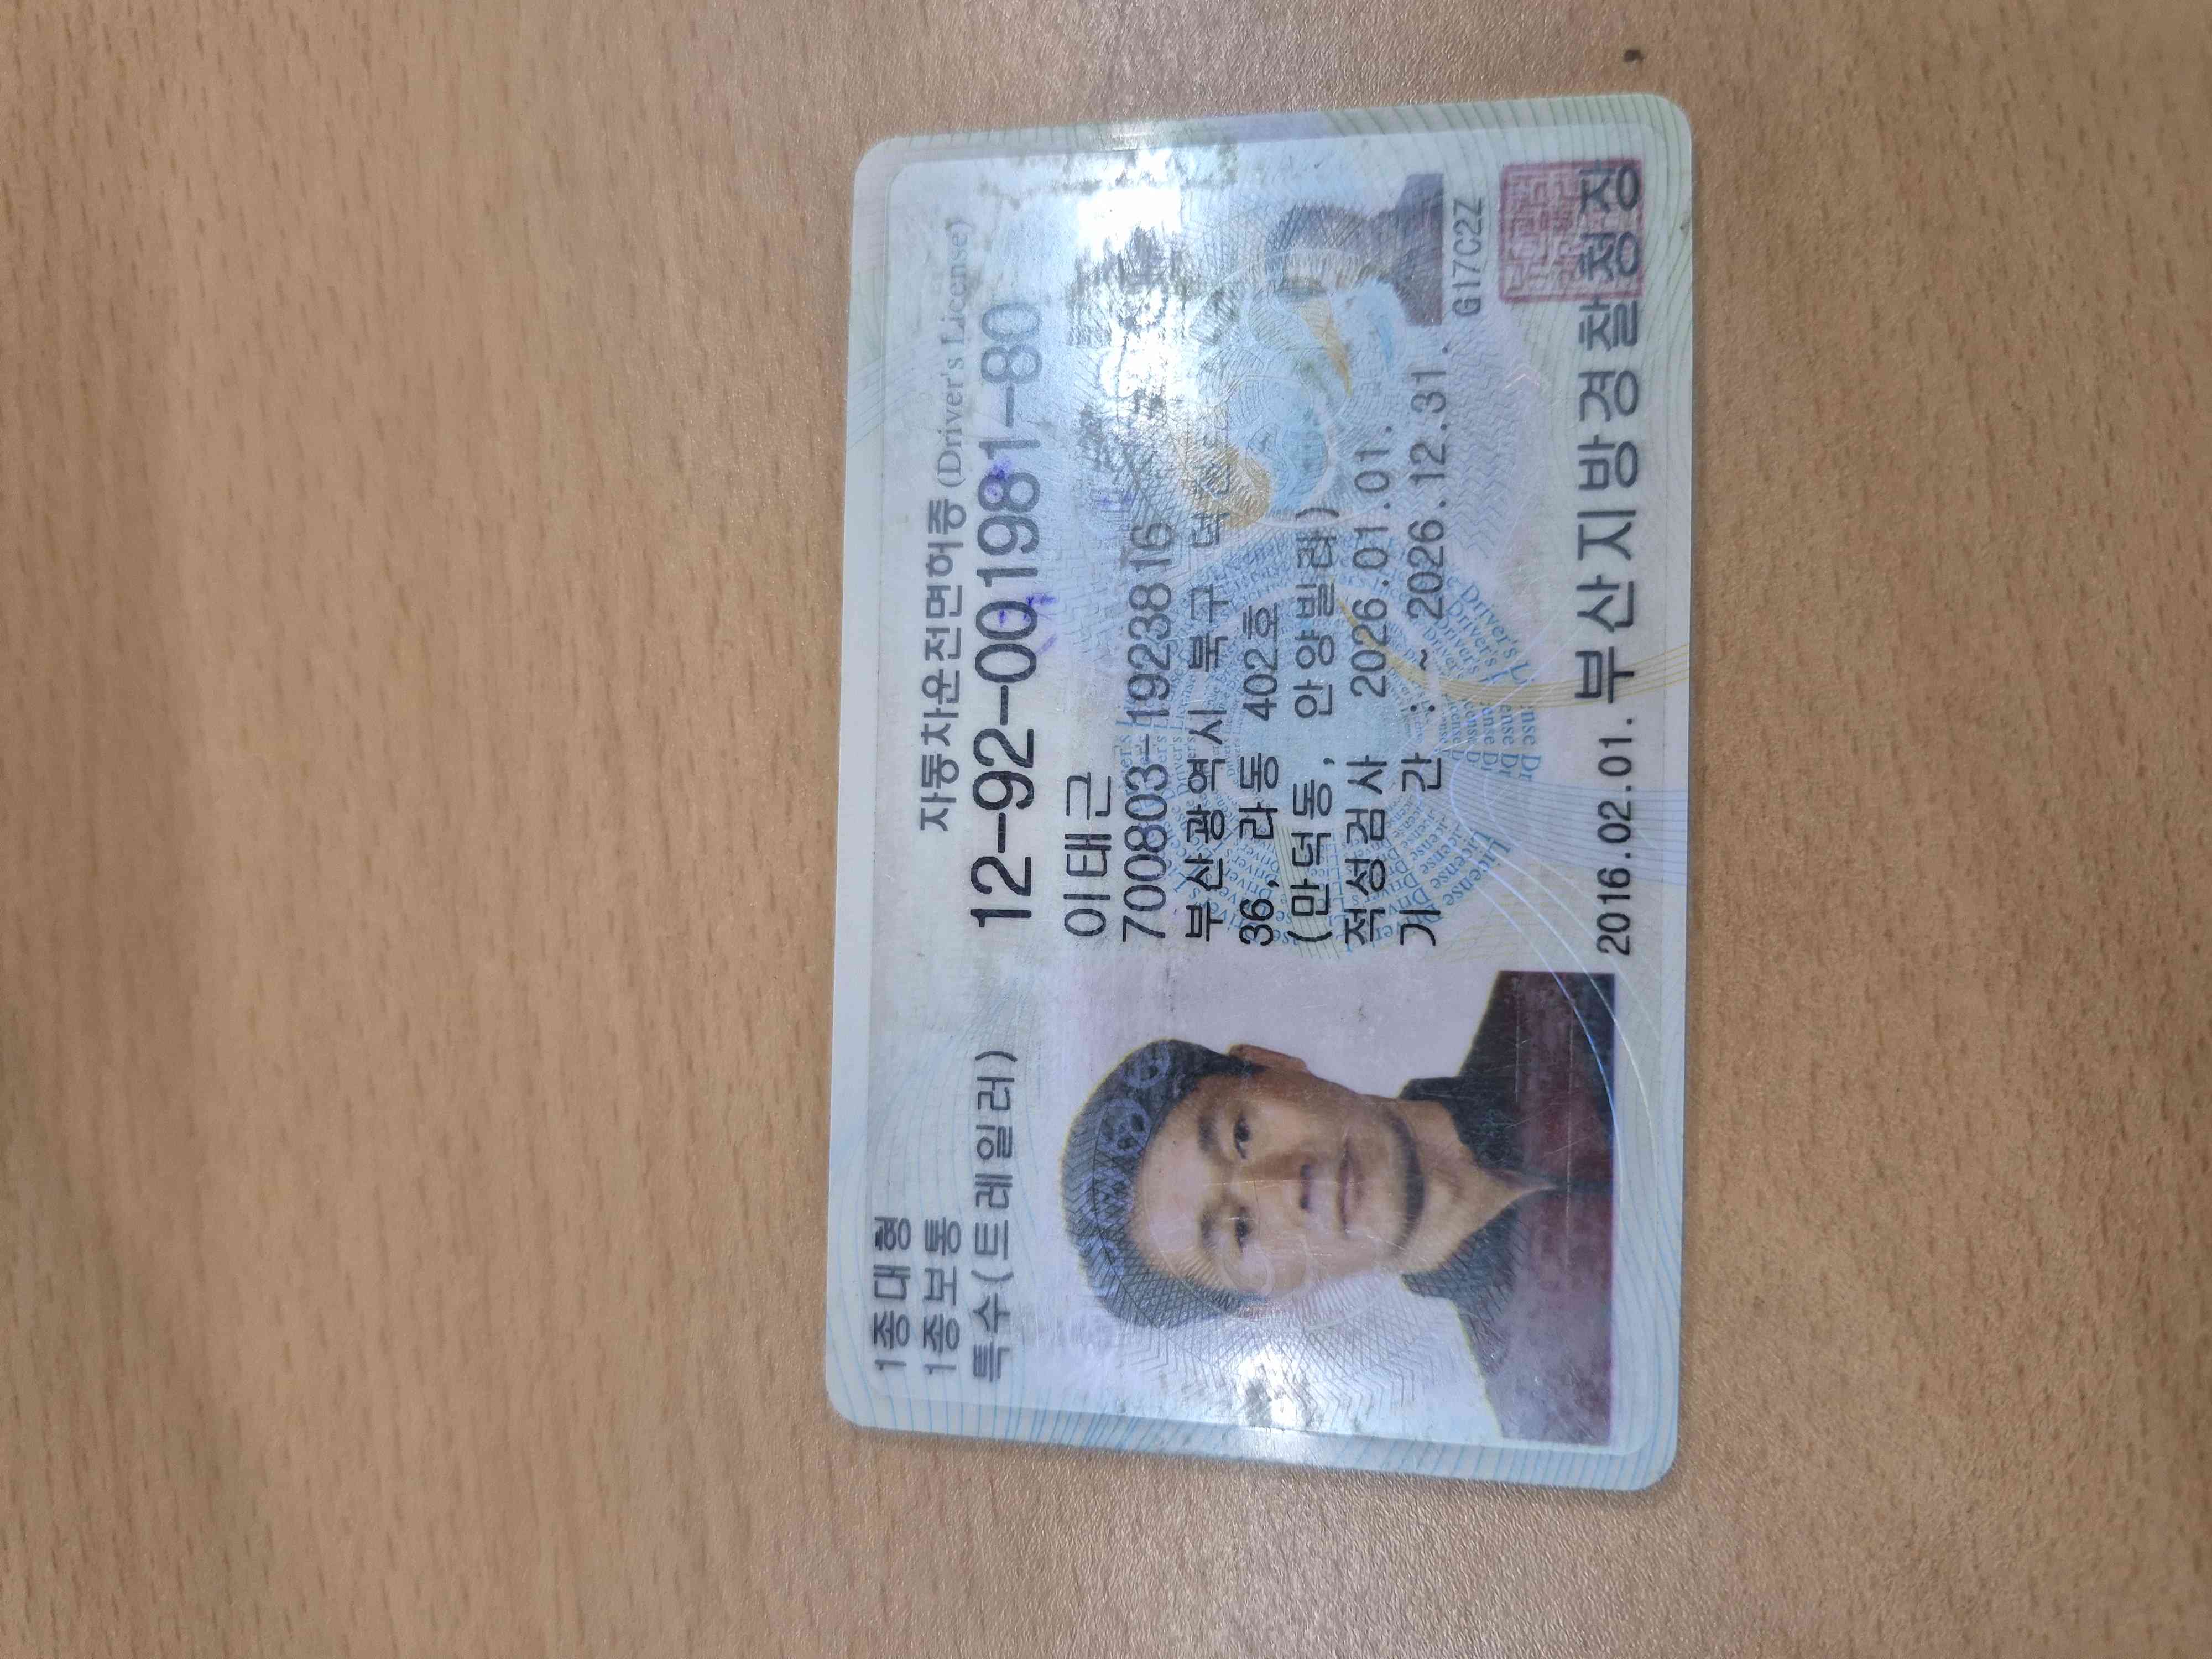 1종대형
1종보통
특수(트레일러)
자동차운전면허증 (Driver's License)
12-92-001981-80
이태근
700803-1923816
부산광역시 북구
36, 라동 402호
(만덕동, 안양빌라)
적성검사 2026.01.01.
기 간 : ~ 2026.12.31.
G17C2Z
2016.02.01. 부산지방경찰청장